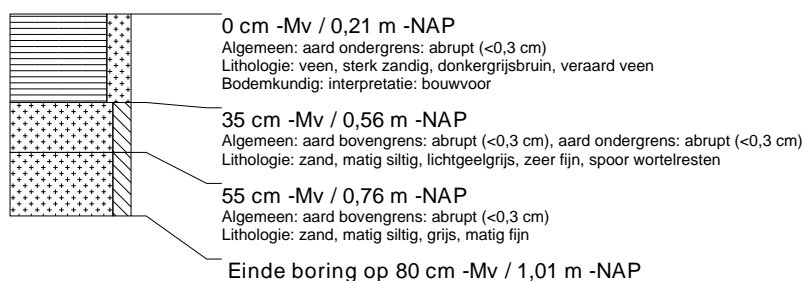 0 cm -Mv / 0,21 m -NAP
Algemeen: aard ondergrens: abrupt (<0,3 cm)
Lithologie: veen, sterk zandig, donkergrijsbruin, veraard veen
Bodemkundig: interpretatie: bouwvoor
35 cm -Mv / 0,56 m -NAP
Algemeen: aard bovengrens: abrupt (<0,3 cm), aard ondergrens: abrupt (<0,3 cm)
Lithologie: zand, matig siltig, lichtgeelgrijs, zeer fijn, spoor wortelresten
55 cm -Mv / 0,76 m -NAP
Algemeen: aard bovengrens: abrupt (<0,3 cm)
Lithologie: zand, matig siltig, grijs, matig fijn
Einde boring op 80 cm -Mv / 1,01 m -NAP